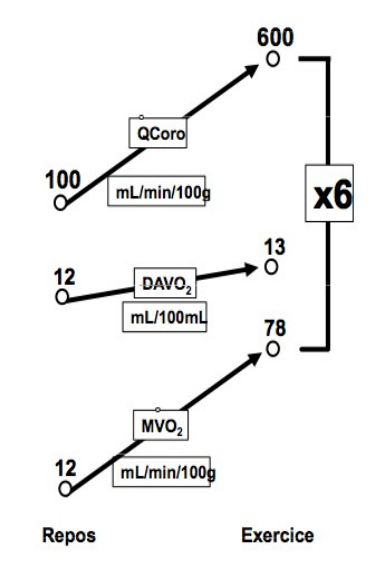 600
QCoro
100
mL/min/100g
x6
13
12
DAVO₂
mL/100mL
78
MVO₂
12
mL/min/100g
Repos Exercice